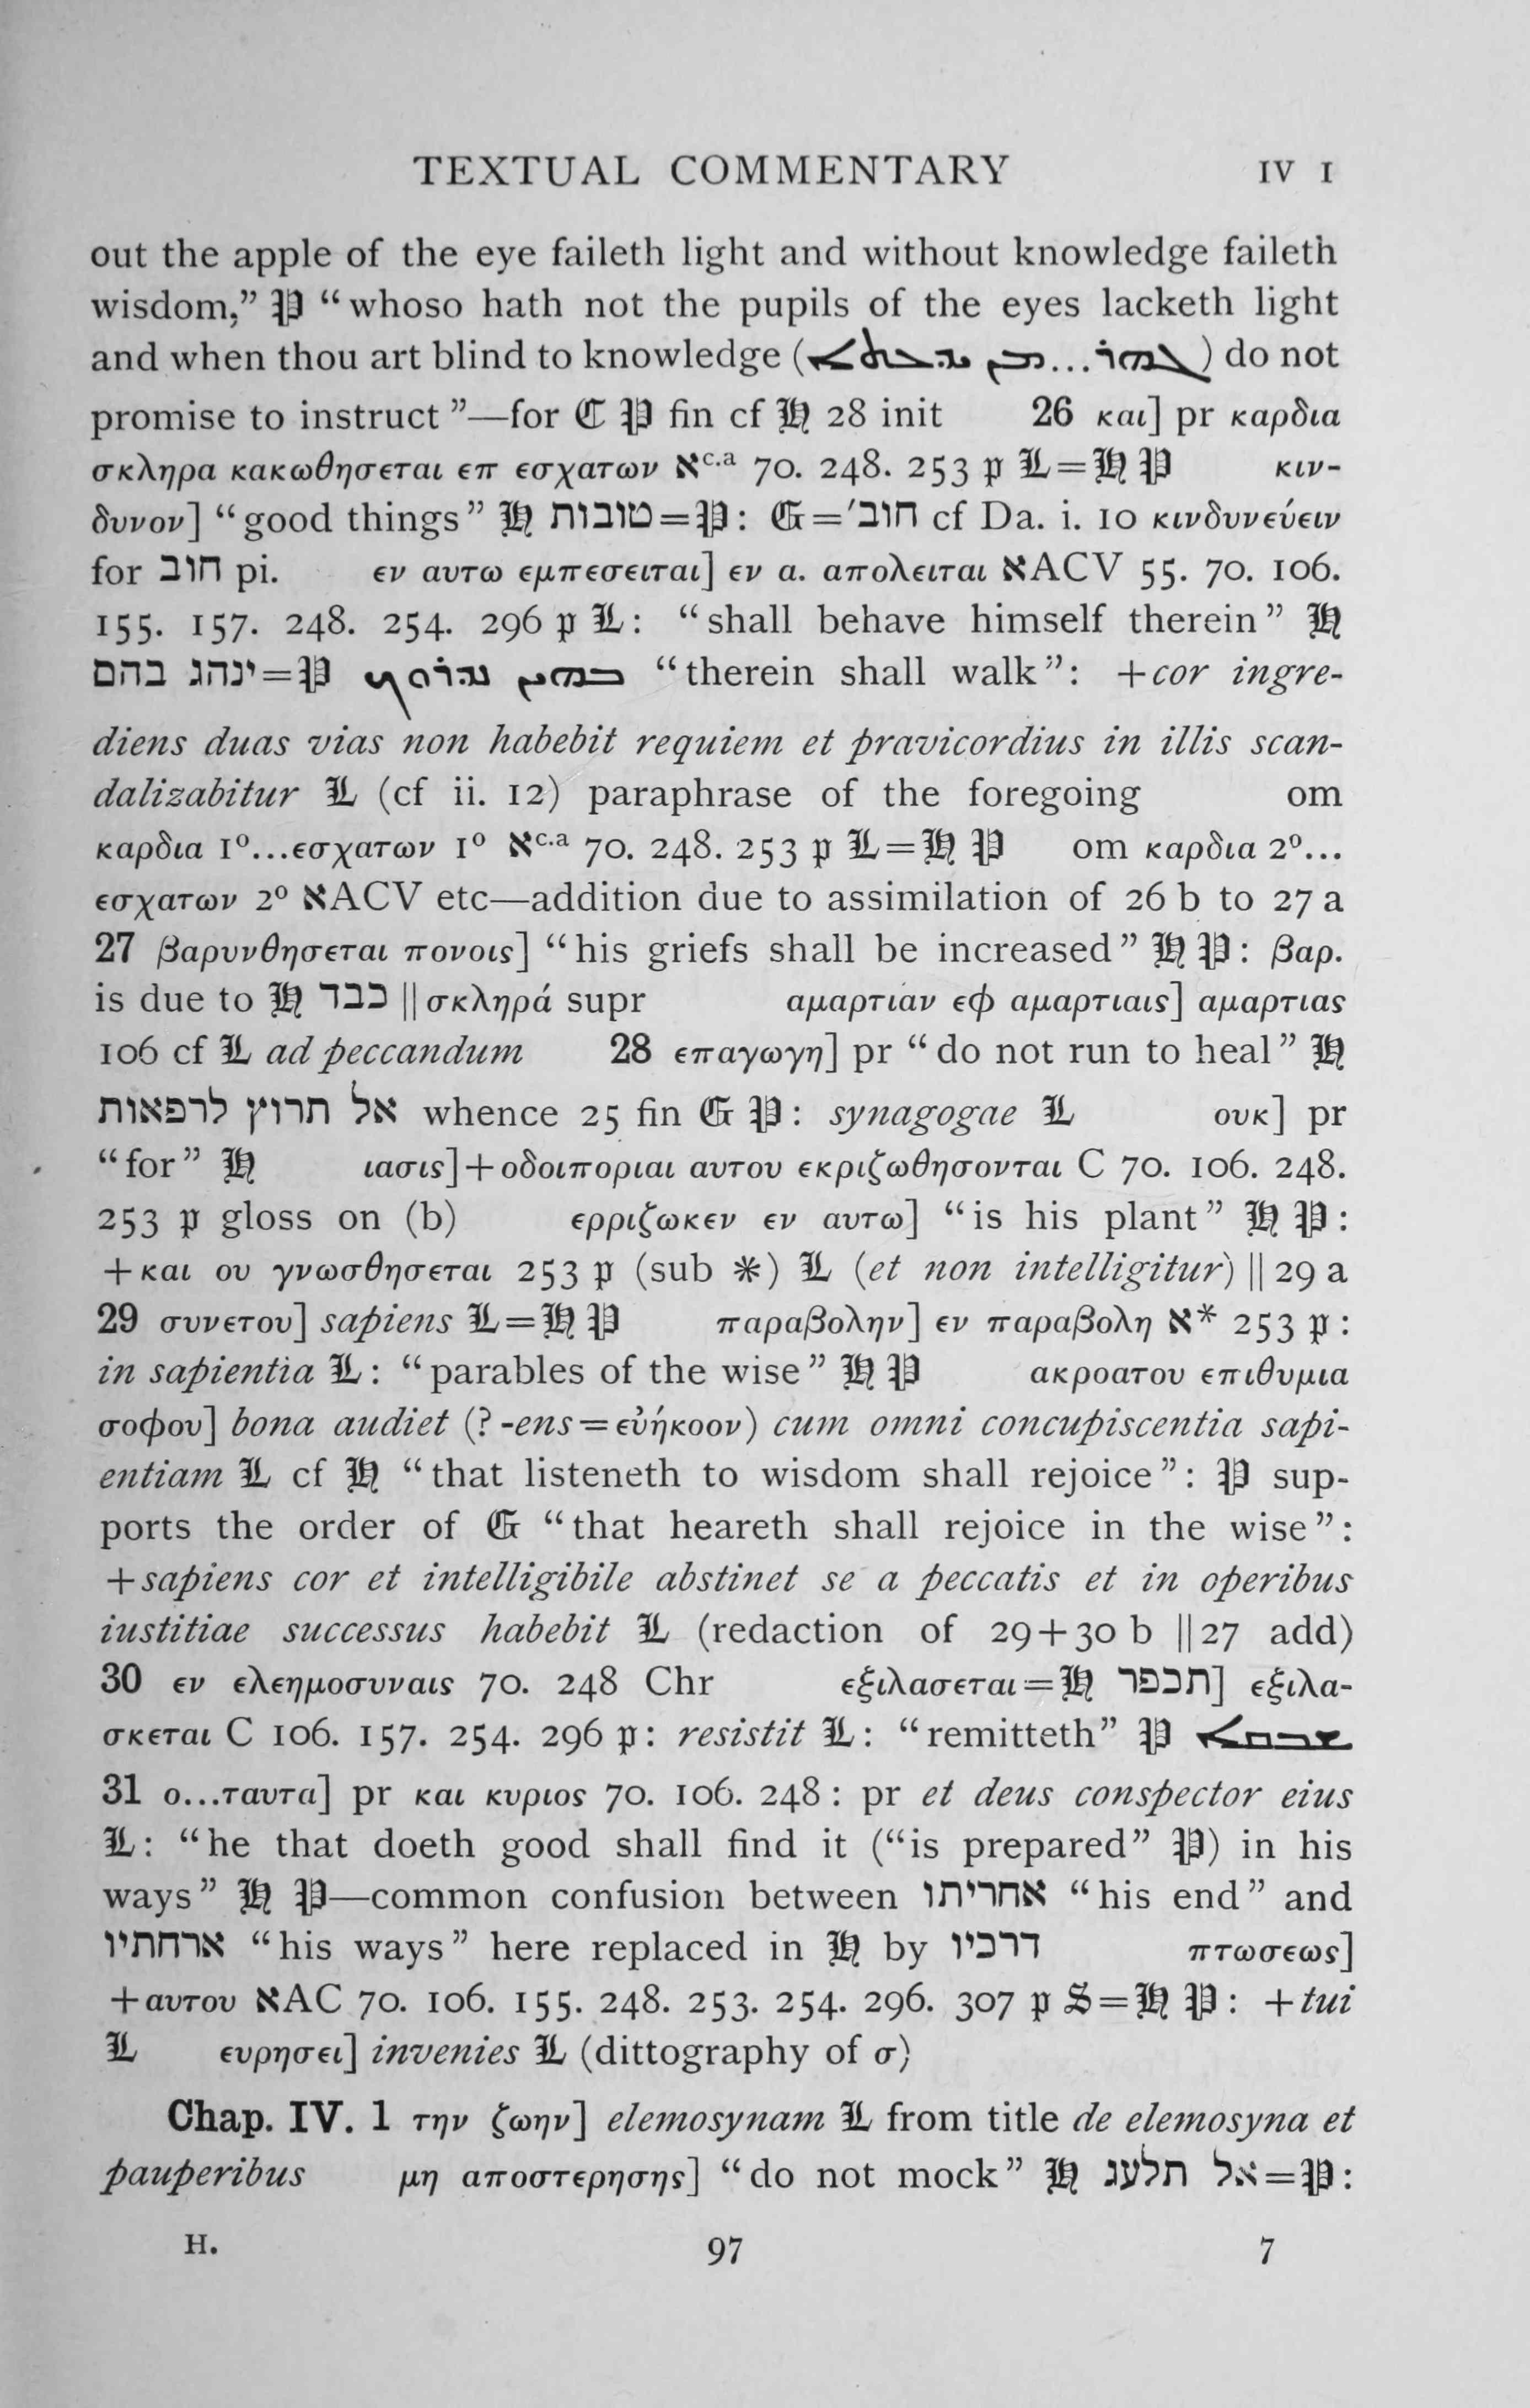 TEXTUAL COMMENTARY IV 1
out the apple of the eye faileth light and without knowledge faileth
wisdom,” 𝔓 “whoso hath not the pupils of the eyes lacketh light
and when thou art blind to knowledge ( ... ) do not
promise to instruct”—for ℭ 𝔓 fin cf ℌ 28 init 26 και] pr καρδια
σκληρα κακωθησεται επ εσχατων ℵc.a 70. 248. 253 𝔭 𝕷=ℌ 𝔓 κιν-
δυνον] “good things” ℌ טובות=𝔓: 𝔊=חוב׳ cf Da. i. 10 κινδυνεύειν
for חוב pi. εν αυτω εμπεσειται] εν α. απολειται ℵACV 55. 70. 106.
155. 157. 248. 254. 296 𝔭 𝕷: “shall behave himself therein” ℌ
ינהג בהם=𝔓 “therein shall walk”: +cor ingre-
diens duas vias non habebit requiem et pravicordius in illis scan-
dalizabitur 𝕷 (cf ii. 12) paraphrase of the foregoing om
καρδια 1º...εσχατων 1º ℵc.a 70. 248. 253 𝔭 𝕷=ℌ 𝔓 om καρδια 2º...
εσχατων 2º ℵACV etc—addition due to assimilation of 26 b to 27 a
27 βαρυνθησεται πονοις] “his griefs shall be increased” ℌ 𝔓: βαρ.
is due to ℌ כבד || σκληρά supr αμαρτιαν εφ αμαρτιαις] αμαρτιας
106 cf 𝕷 ad peccandum 28 επαγωγη] pr “do not run to heal” ℌ
אל תרוץ לרפאות whence 25 fin 𝔊 𝔓: synagogae 𝕷 ουκ] pr
“for” ℌ ιασις]+οδοιποριαι αυτου εκριζωθησονται C 70. 106. 248.
253 𝔭 gloss on (b) ερριζωκεν εν αυτω] “is his plant” ℌ 𝔓:
+και ου γνωσθησεται 253 𝔭 (sub ※) 𝕷 (et non intelligitur) || 29 a
29 συνετου] sapiens 𝕷=ℌ 𝔓 παραβολην] εν παραβολη ℵ* 253 𝔭:
in sapientia 𝕷: “parables of the wise” ℌ 𝔓 ακροατου επιθυμια
σοφου] bona audiet (? -ens=εὐήκοον) cum omni concupiscentia sapi-
entiam 𝕷 cf ℌ “that listeneth to wisdom shall rejoice”: 𝔓 sup-
ports the order of 𝔊 “that heareth shall rejoice in the wise”:
+sapiens cor et intelligibile abstinet se a peccatis et in operibus
iustitiae successus habebit 𝕷 (redaction of 29+30 b || 27 add)
30 εν ελεημοσυναις 70. 248 Chr εξιλασεται=ℌ תכפר] εξιλα-
σκεται C 106. 157. 254. 296 𝔭: resistit 𝕷: “remitteth” 𝔓
31 ο...ταυτα] pr και κυριος 70. 106. 248: pr et deus conspector eius
𝕷: “he that doeth good shall find it (“is prepared” 𝔓) in his
ways” ℌ 𝔓—common confusion between אחריתו “his end” and
ארחתיו “his ways” here replaced in ℌ by דרכיו πτωσεως]
+αυτου ℵAC 70. 106. 155. 248. 253. 254. 296. 307 𝔭 𝕾=ℌ 𝔓: +tui
𝕷 ευρησει] invenies 𝕷 (dittography of σ)
Chap. IV. 1 την ζωην] elemosynam 𝕷 from title de elemosyna et
pauperibus μη αποστερησης] “do not mock” ℌ אל תלעג=𝔓:
H. 97 7